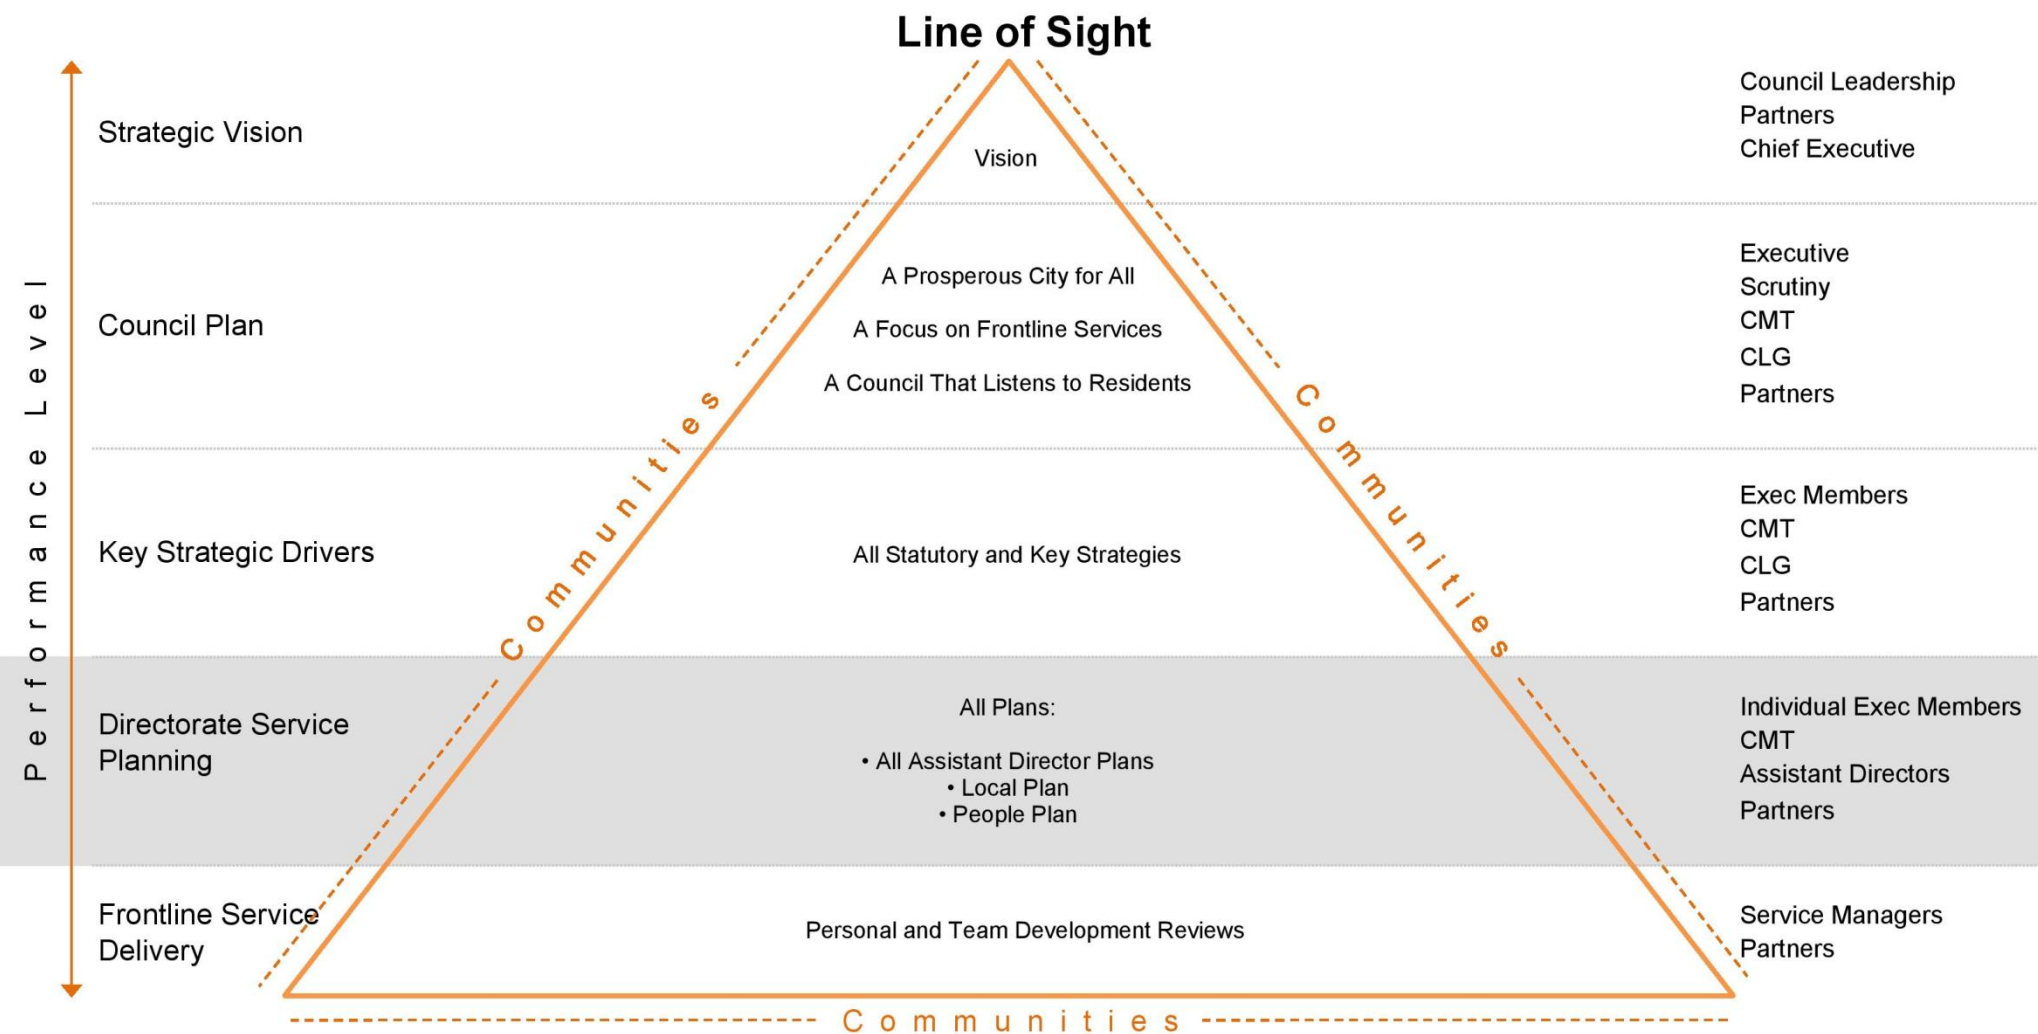 Line of Sight
Performance Level
Strategic Vision
Vision
Council Leadership
Partners
Chief Executive
Council Plan
A Prosperous City for All
A Focus on Frontline Services
A Council That Listens to Residents
Executive
Scrutiny
CMT
CLG
Partners
Communities
Communities
Key Strategic Drivers
All Statutory and Key Strategies
Exec Members
CMT
CLG
Partners
Directorate Service
Planning
All Plans:
• All Assistant Director Plans
• Local Plan
• People Plan
Individual Exec Members
CMT
Assistant Directors
Partners
Frontline Service
Delivery
Personal and Team Development Reviews
Service Managers
Partners
Communities